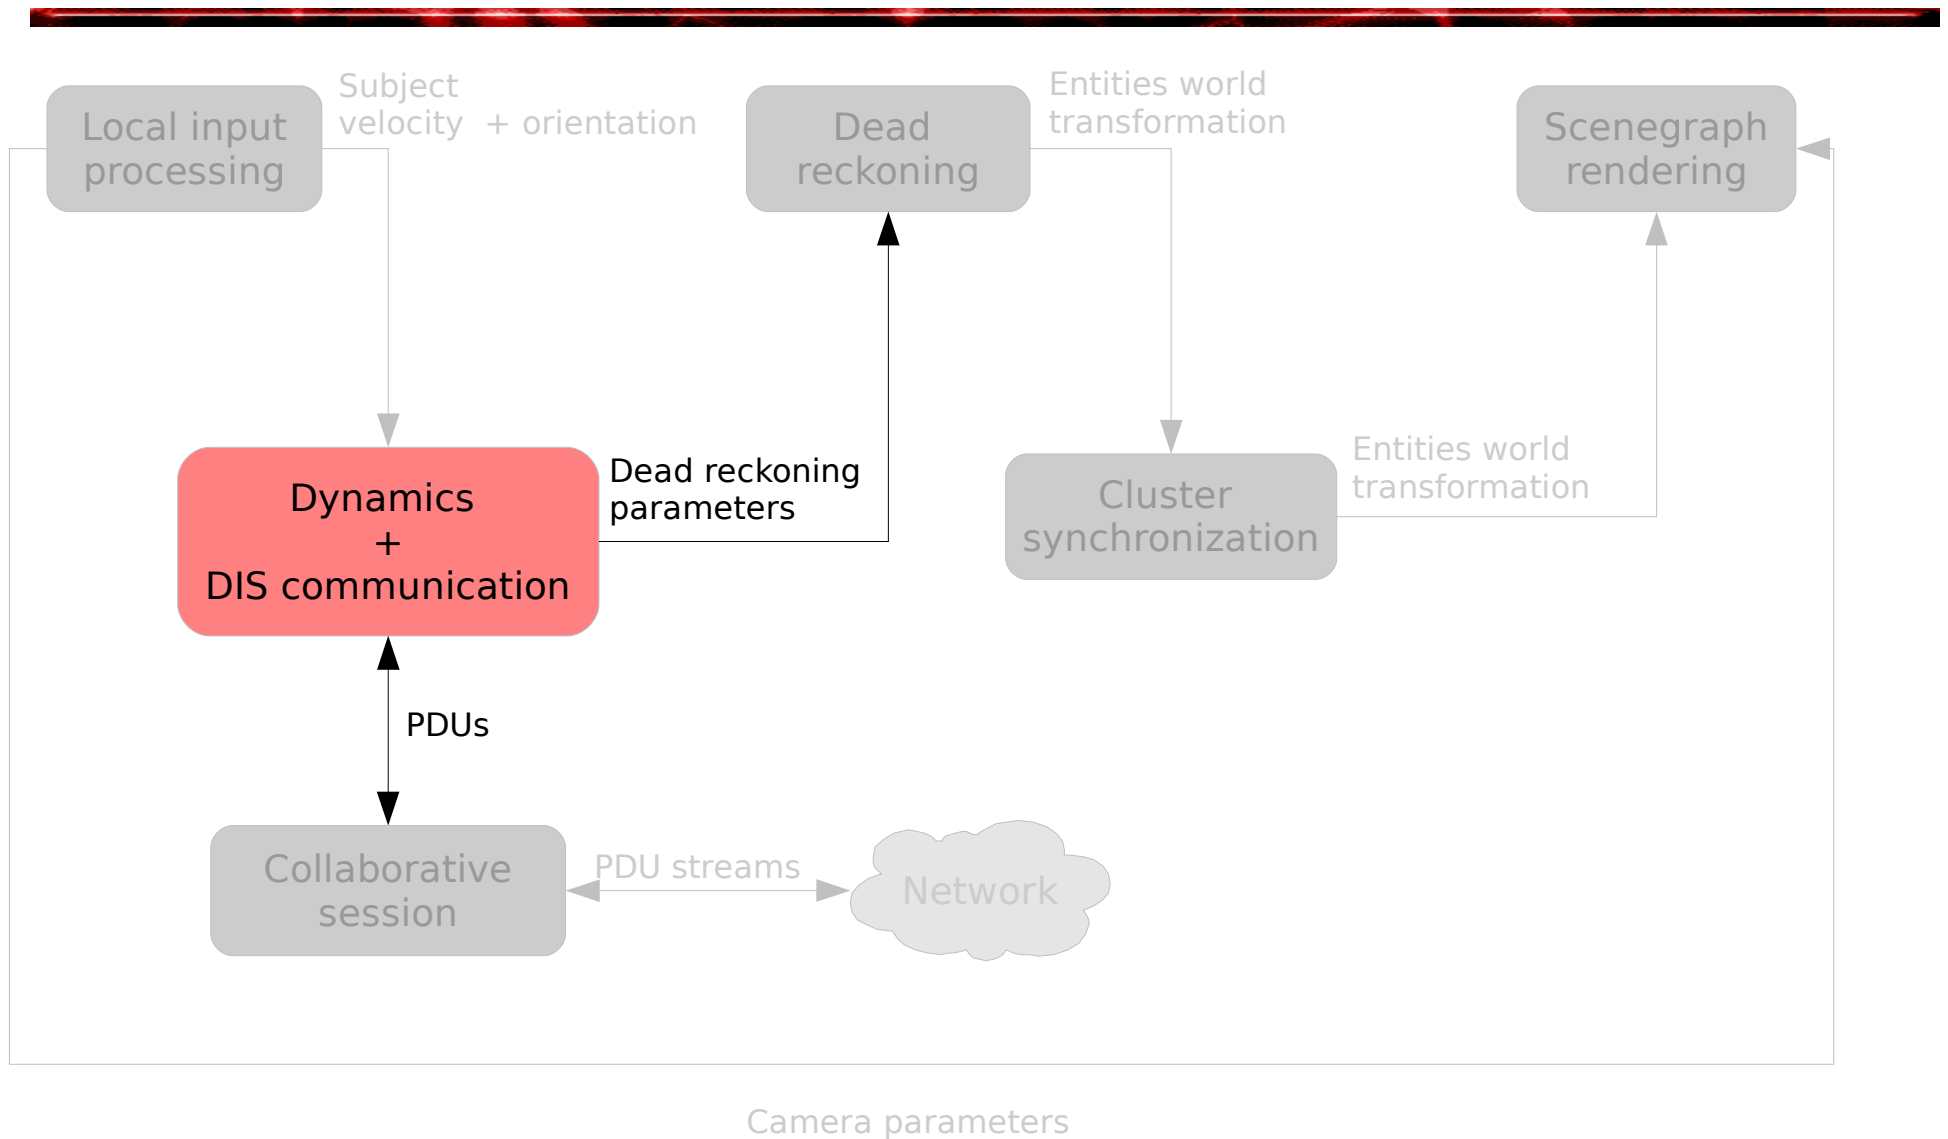 Local input
processing
Subject
velocity  + orientation
Dead
reckoning
Entities world
transformation
Scenegraph
rendering
Dynamics
+
DIS communication
Dead reckoning
parameters
Cluster
synchronization
Entities world
transformation
PDUs
Collaborative
session
PDU streams
Network
Camera parameters